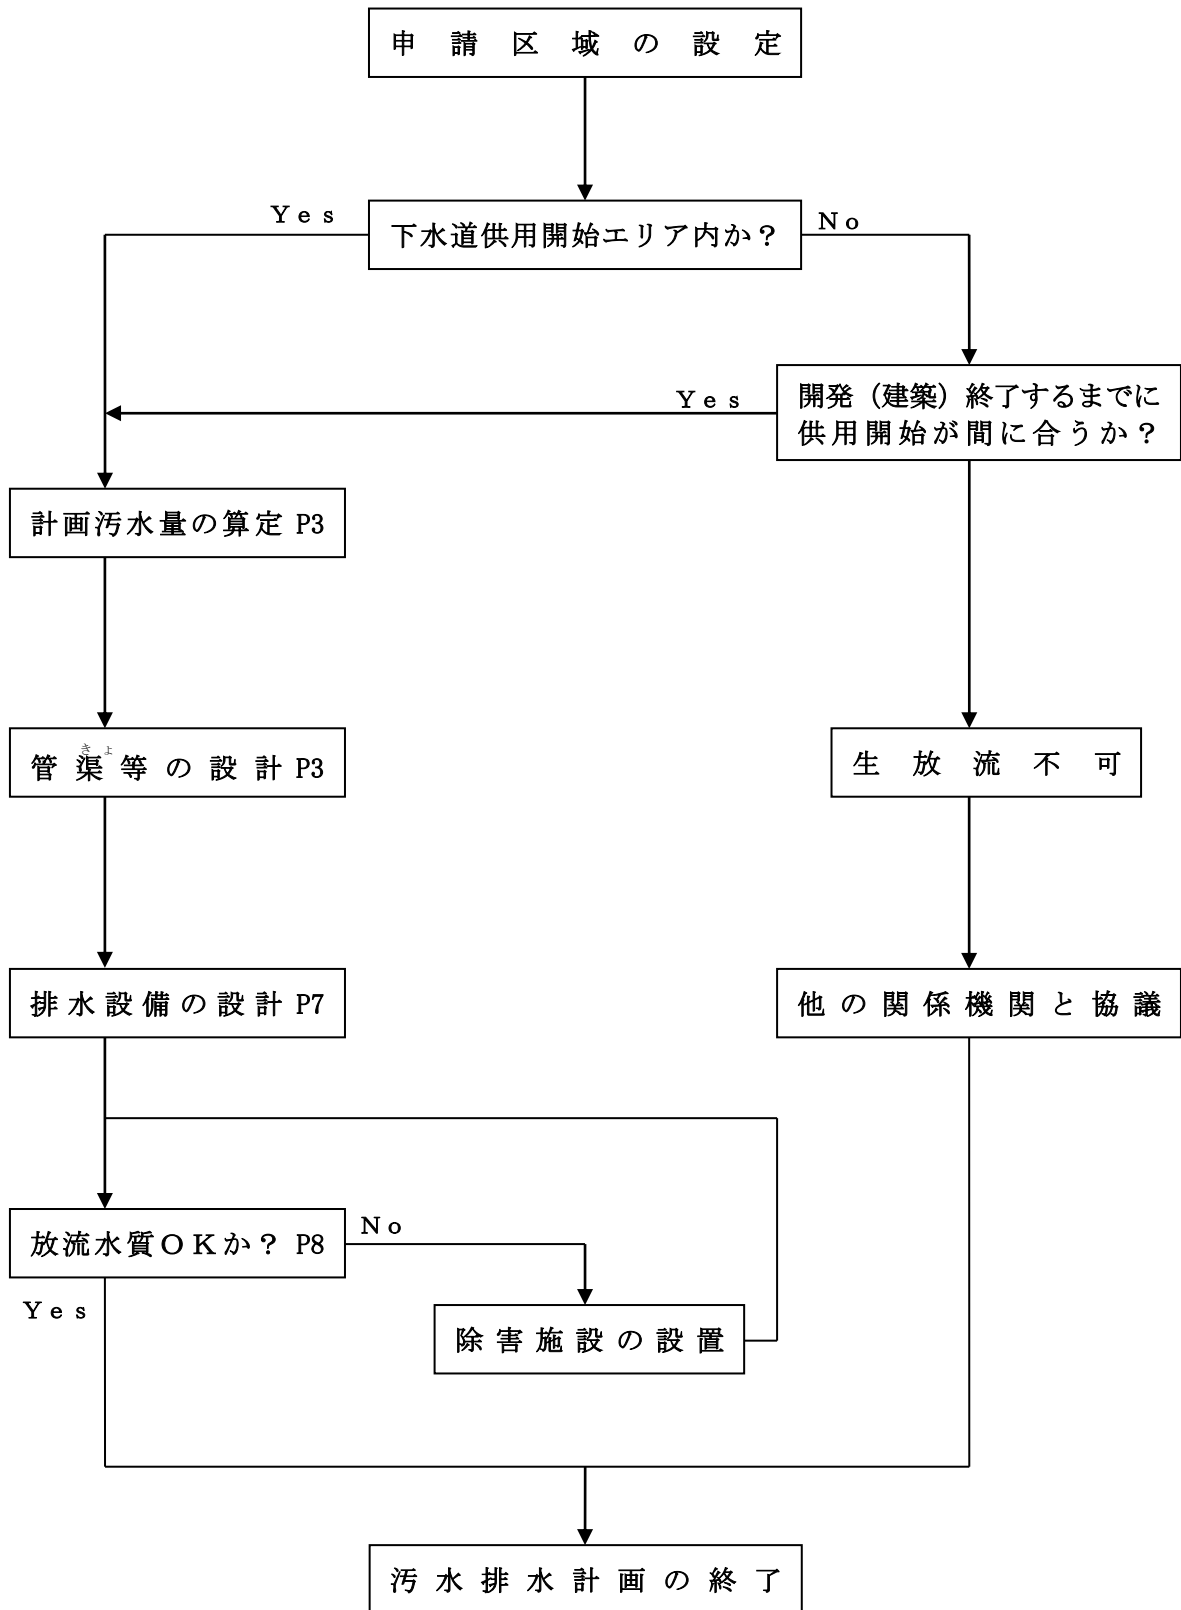 申請区域の設定
Ｙｅｓ
下水道供用開始エリア内か？
Ｎｏ
Ｙｅｓ
開発（建築）終了するまでに
供用開始が間に合うか？
計画汚水量の算定 P3
きょ
管渠等の設計 P3
生放流不可
排水設備の設計 P7
他の関係機関と協議
放流水質ＯＫか？ P8
Ｎｏ
Ｙｅｓ
除害施設の設置
汚水排水計画の終了